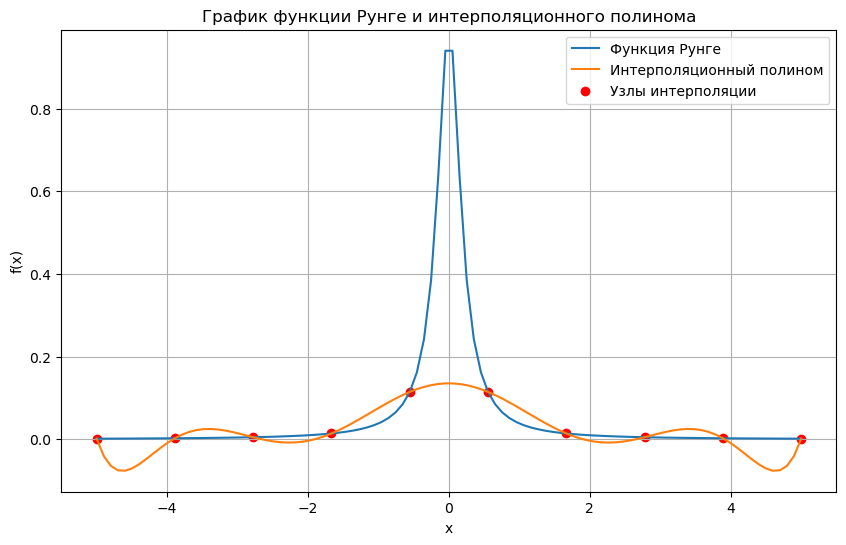 График функции Рунге и интерполяционного полинома
Функция Рунге
Интерполяционный полином
Узлы интерполяции
f(x)
0.8
0.6
0.4
0.2
0.0
−4
−2
0
2
4
x